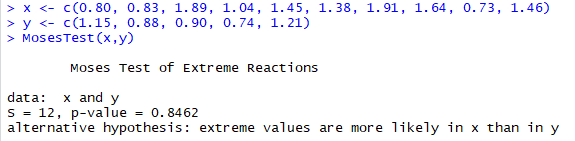 > x <- c(0.80, 0.83, 1.89, 1.04, 1.45, 1.38, 1.91, 1.64, 0.73, 1.46)
> y <- c(1.15, 0.88, 0.90, 0.74, 1.21)
> MosesTest(x,y)
Moses Test of Extreme Reactions
data:  x and y
S = 12, p-value = 0.8462
alternative hypothesis: extreme values are more likely in x than in y